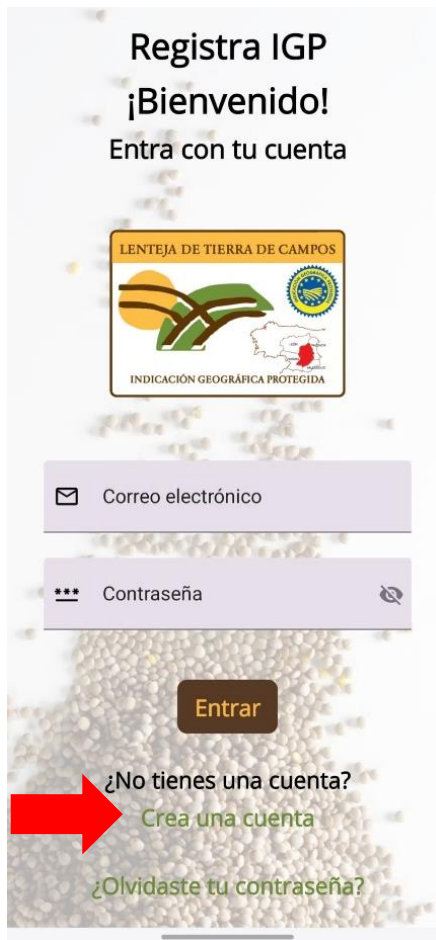 Registra IGP
¡Bienvenido!
Entra con tu cuenta
LENTEJA DE TIERRA DE CAMPOS
INDICACIÓN GEOGRÁFICA PROTEGIDA
Correo electrónico
*** Contraseña
Entrar
¿No tienes una cuenta?
Crea una cuenta
¿Olvidaste tu contraseña?